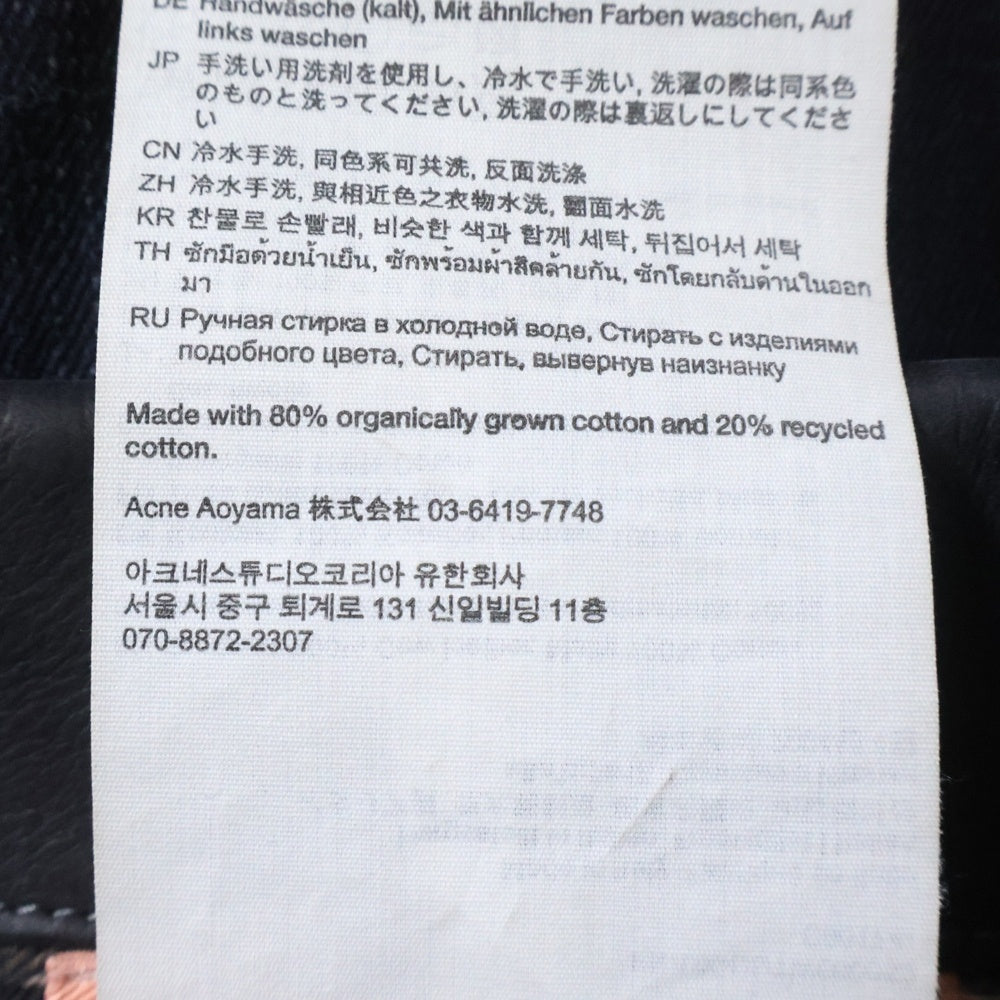 DE Handwäsche (kalt), Mit ähnlichen Farben waschen, Auf
links waschen
JP 手洗い用洗剤を使用し、冷水で手洗い, 洗濯の際は同系色
のものと洗ってください, 洗濯の際は裏返しにしてくださ
い
CN 冷水手洗, 同色系可共洗, 反面洗涤
ZH 冷水手洗, 與相近色之衣物水洗, 翻面水洗
KR 찬물로 손빨래, 비슷한 색과 함께 세탁, 뒤집어서 세탁
TH ซักมือด้วยน้ำเย็น, ซักพร้อมผ้าสีคล้ายกัน, ซักโดยกลับด้านในออก
มา
RU Ручная стирка в холодной воде, Стирать с изделиями
подобного цвета, Стирать, вывернув наизнанку
Made with 80% organically grown cotton and 20% recycled
cotton.
Acne Aoyama 株式会社 03-6419-7748
아크네스튜디오코리아 유한회사
서울시 중구 퇴계로 131 신일빌딩 11층
070-8872-2307